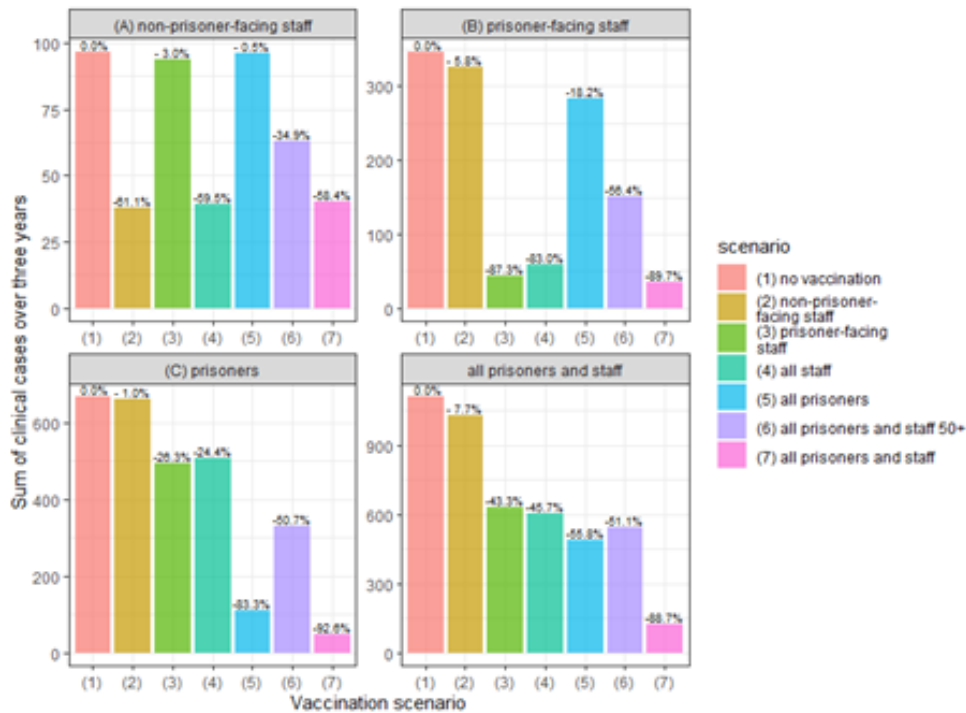 (A) non-prisoner-facing staff
100
75
50
25
0
0.0%
-61.1%
- 3.0%
-59.5%
- 0.5%
-34.9%
-58.4%
(1) (2) (3) (4) (5) (6) (7)
(B) prisoner-facing staff
300
200
100
0
0.0%
- 5.8%
-87.3%
-83.0%
-18.2%
-56.4%
-89.7%
(1) (2) (3) (4) (5) (6) (7)
(C) prisoners
600
400
200
0
0.0%
- 1.0%
-26.3%
-24.4%
-83.3%
-50.7%
-92.6%
(1) (2) (3) (4) (5) (6) (7)
all prisoners and staff
900
600
300
0
0.0%
- 7.7%
-43.3%
-45.7%
-55.8%
-51.1%
-88.7%
(1) (2) (3) (4) (5) (6) (7)
Sum of clinical cases over three years
Vaccination scenario
scenario
(1) no vaccination
(2) non-prisoner-
facing staff
(3) prisoner-facing
staff
(4) all staff
(5) all prisoners
(6) all prisoners and staff 50+
(7) all prisoners and staff